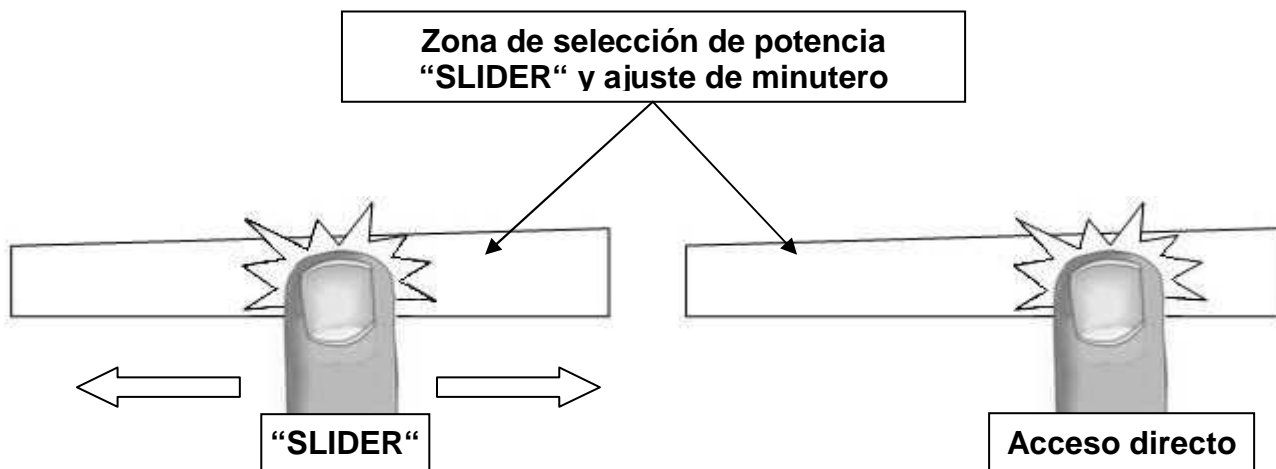 Zona de selección de potencia
“SLIDER“ y ajuste de minutero
“SLIDER“
Acceso directo